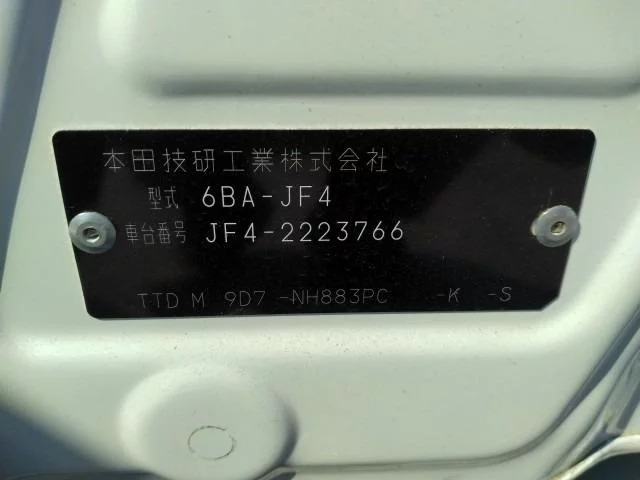 本田技研工業株式会社
型式 6BA-JF4
車台番号 JF4-2223766
TTD M 9D7 -NH883PC -K -S